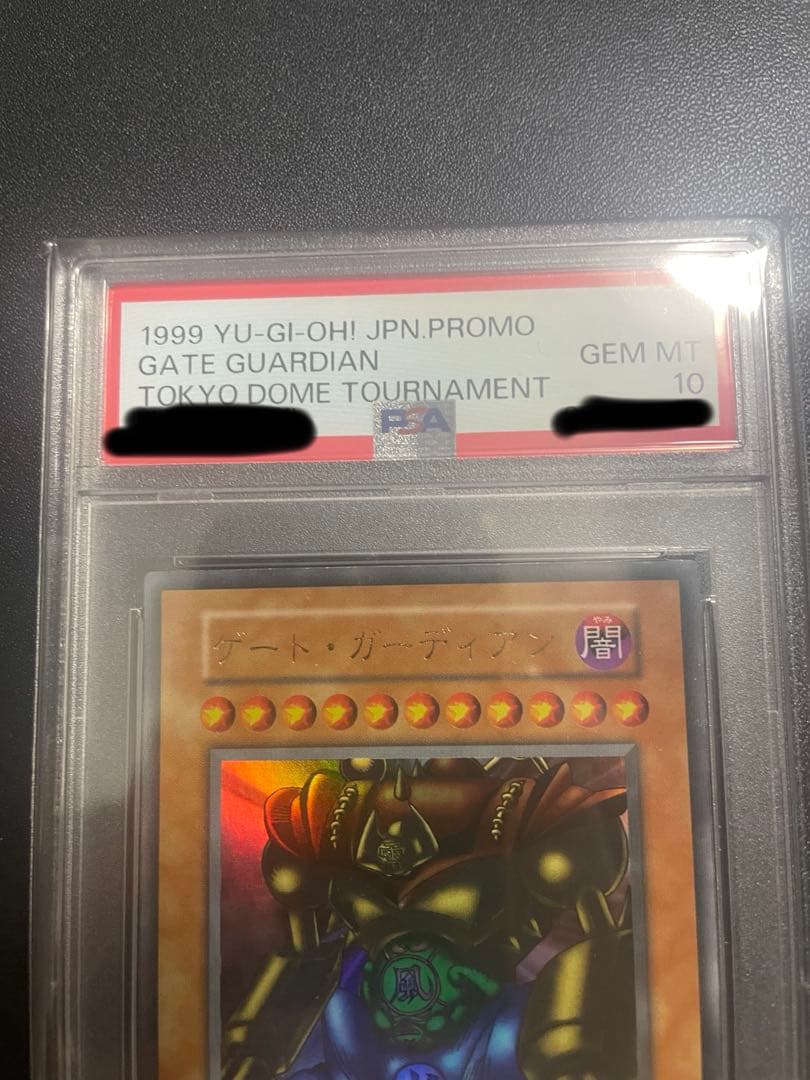 1999 YU-GI-OH! JPN.PROMO
GATE GUARDIAN
GEM MT
TOKYO DOME TOURNAMENT
10
PSA
ゲート・ガーディアン
やみ
闇
風